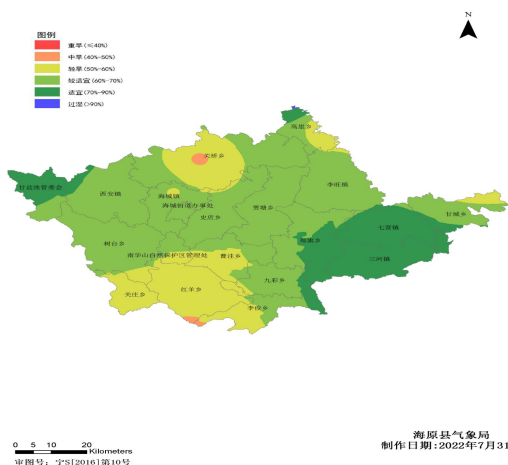 N
图例
重旱(≤40%)
中旱(40%-50%)
轻旱(50%-60%)
较适宜(60%-70%)
适宜(70%-90%)
过湿(>90%)
高崖乡
关桥乡
甘盐池管委会
西安镇
海城镇
海城街道办事处
史店乡
贾塘乡
李旺镇
甘城乡
七营镇
郑旗乡
三河镇
树台乡
南华山自然保护区管理处
曹洼乡
九彩乡
关庄乡
红羊乡
李俊乡
0 5 10 20
Kilometers
海原县气象局
制作日期:2022年7月31
审图号：宁S[2016]第10号